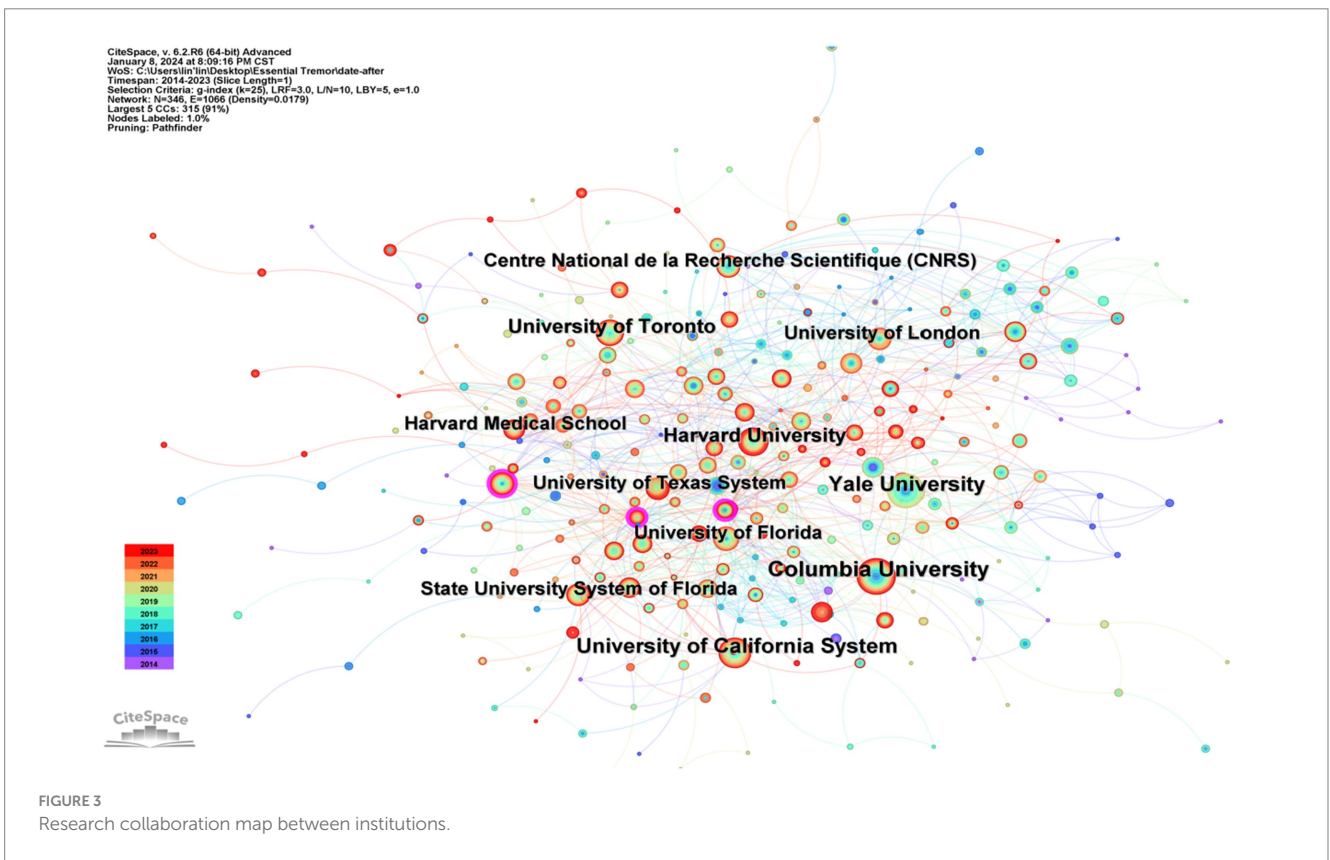 CiteSpace, v. 6.2.R6 (64-bit) Advanced
January 8, 2024 at 8:09:16 PM CST
WoS: C:\Users\lin'lin\Desktop\Essential Tremor\date-after
Timespan: 2014-2023 (Slice Length=1)
Selection Criteria: g-index (k=25), LRF=3.0, L/N=10, LBY=5, e=1.0
Network: N=346, E=1066 (Density=0.0179)
Largest 5 CCs: 315 (91%)
Nodes Labeled: 1.0%
Pruning: Pathfinder
Centre National de la Recherche Scientifique (CNRS)
University of Toronto
University of London
Harvard Medical School
Harvard University
University of Texas System
Yale University
University of Florida
Columbia University
State University System of Florida
University of California System
2023
2022
2021
2020
2019
2018
2017
2016
2015
2014
CiteSpace
FIGURE 3
Research collaboration map between institutions.